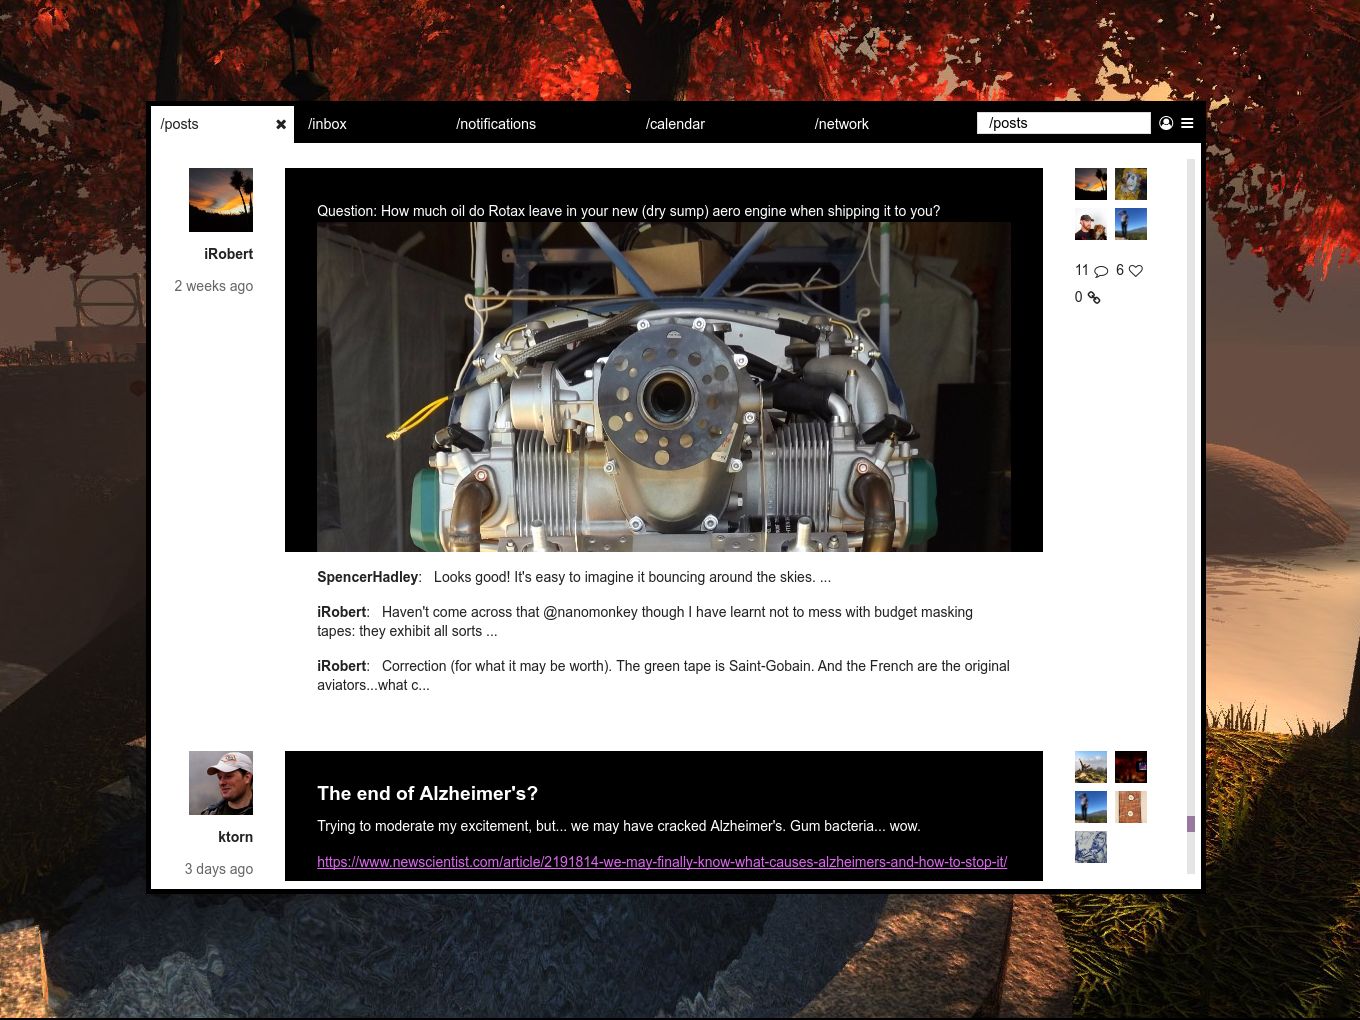 /posts
/inbox
/notifications
/calendar
/network
/posts
iRobert
2 weeks ago
Question: How much oil do Rotax leave in your new (dry sump) aero engine when shipping it to you?
11 6
0
SpencerHadley: Looks good! It's easy to imagine it bouncing around the skies. ...
iRobert: Haven't come across that @nanomonkey though I have learnt not to mess with budget masking
tapes: they exhibit all sorts ...
iRobert: Correction (for what it may be worth). The green tape is Saint-Gobain. And the French are the original
aviators...what c...
ktorn
3 days ago
The end of Alzheimer's?
Trying to moderate my excitement, but... we may have cracked Alzheimer's. Gum bacteria... wow.
https://www.newscientist.com/article/2191814-we-may-finally-know-what-causes-alzheimers-and-how-to-stop-it/